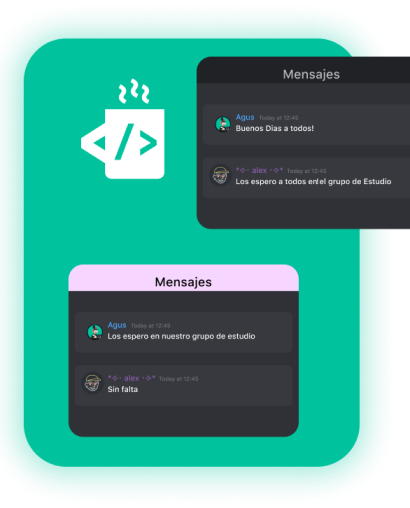 Mensajes
Agus Today at 12:45
Buenos Dias a todos!
*✧･ alex ･✧* Today at 12:45
Los espero a todos en el grupo de Estudio
Mensajes
Agus Today at 12:45
Los espero en nuestro grupo de estudio
*✧･ alex ･✧* Today at 12:45
Sin falta